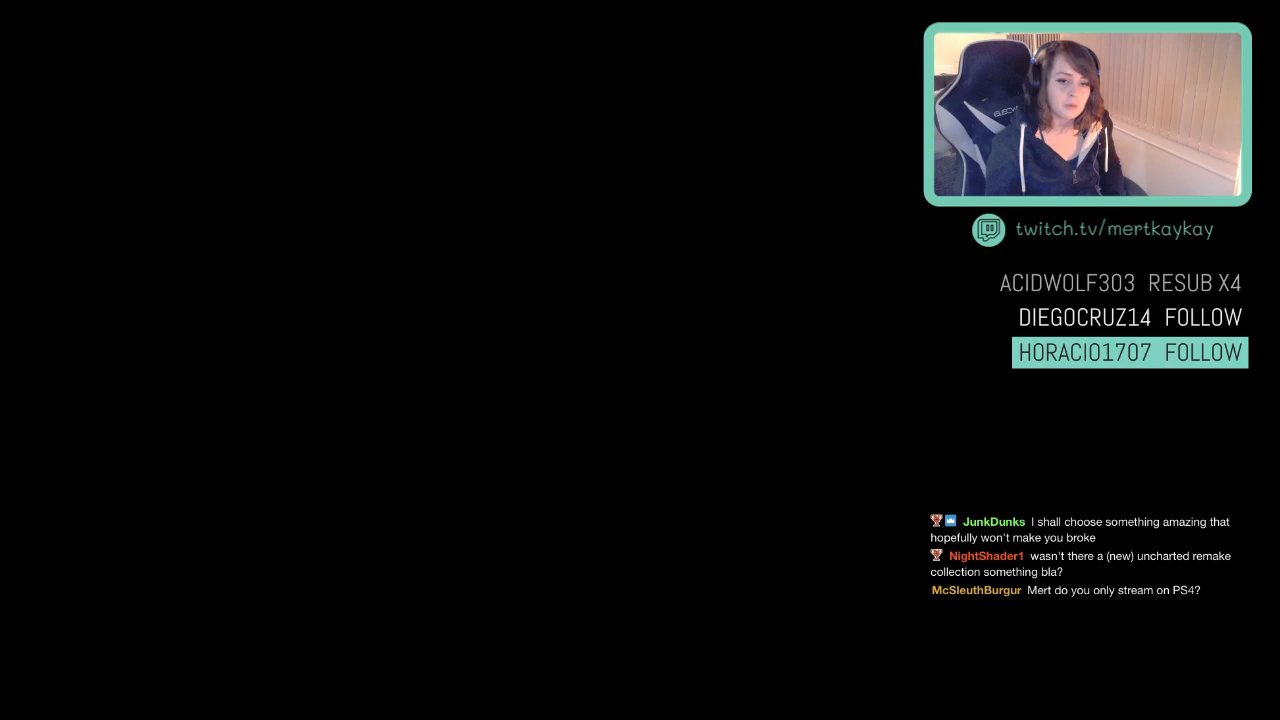 twitch.tv/mertkaykay
ACIDWOLF303 RESUB X4
DIEGOCRUZ14 FOLLOW
HORACIO1707 FOLLOW
JunkDunks I shall choose something amazing that
hopefully won't make you broke
NightShader1 wasn't there a (new) uncharted remake
collection something bla?
McSleuthBurgur Mert do you only stream on PS4?